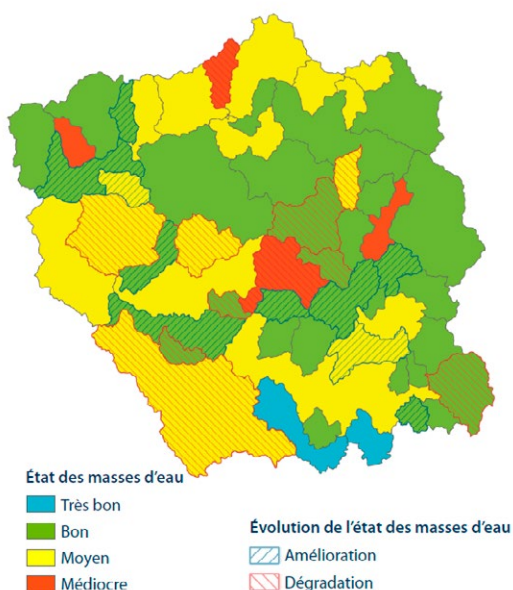 État des masses d'eau
Très bon
Bon
Moyen
Médiocre
Évolution de l'état des masses d'eau
Amélioration
Dégradation